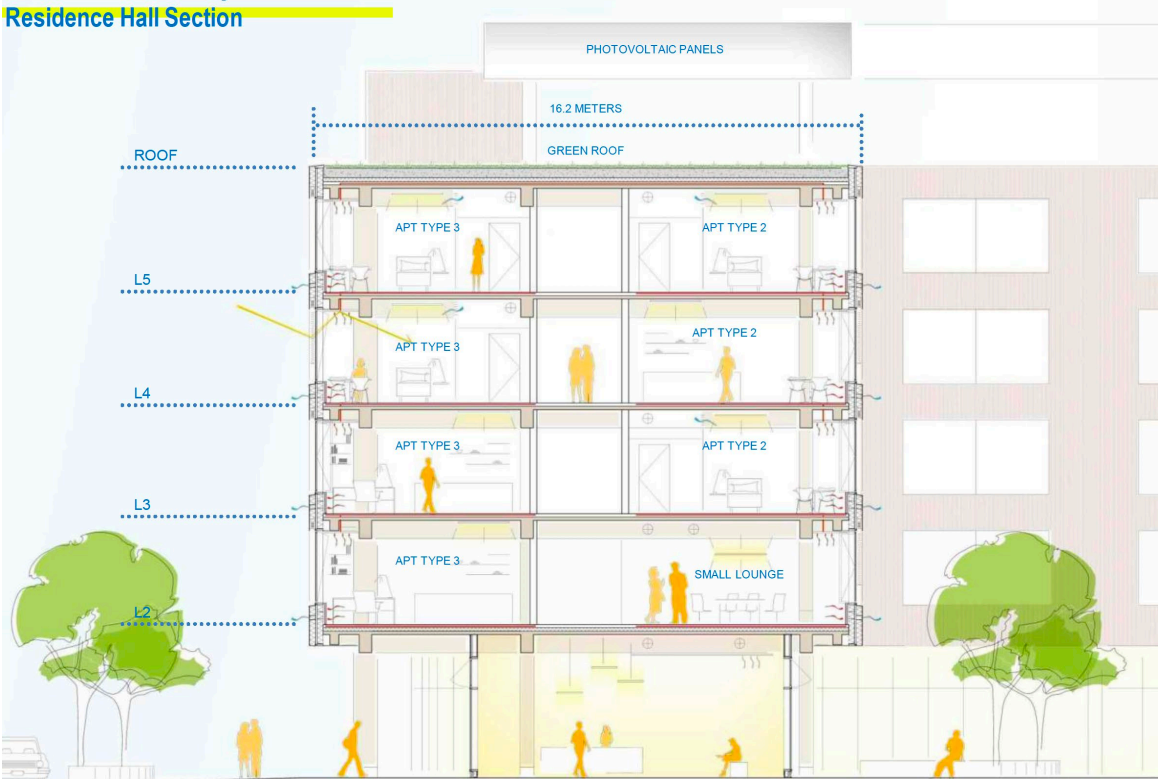 Residence Hall Section
PHOTOVOLTAIC PANELS
16.2 METERS
ROOF
GREEN ROOF
APT TYPE 3
APT TYPE 2
L5
APT TYPE 3
APT TYPE 2
L4
APT TYPE 3
APT TYPE 2
L3
APT TYPE 3
SMALL LOUNGE
L2